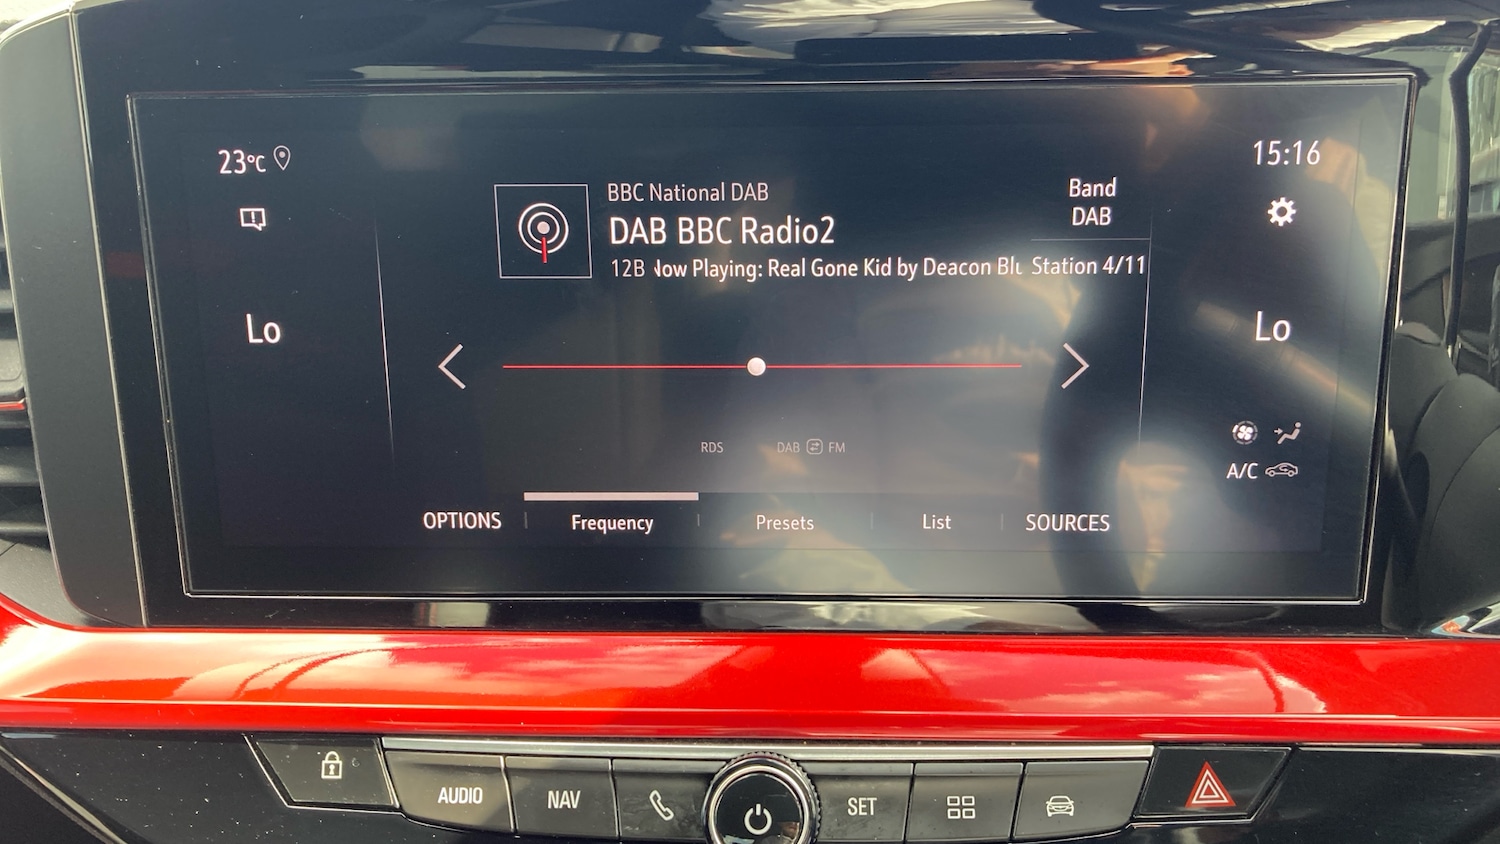 23°C
15:16
BBC National DAB
DAB BBC Radio2
12B Now Playing: Real Gone Kid by Deacon Blu
Band
DAB
Station 4/11
Lo
Lo
RDS
DAB FM
A/C
OPTIONS
Frequency
Presets
List
SOURCES
AUDIO
NAV
SET